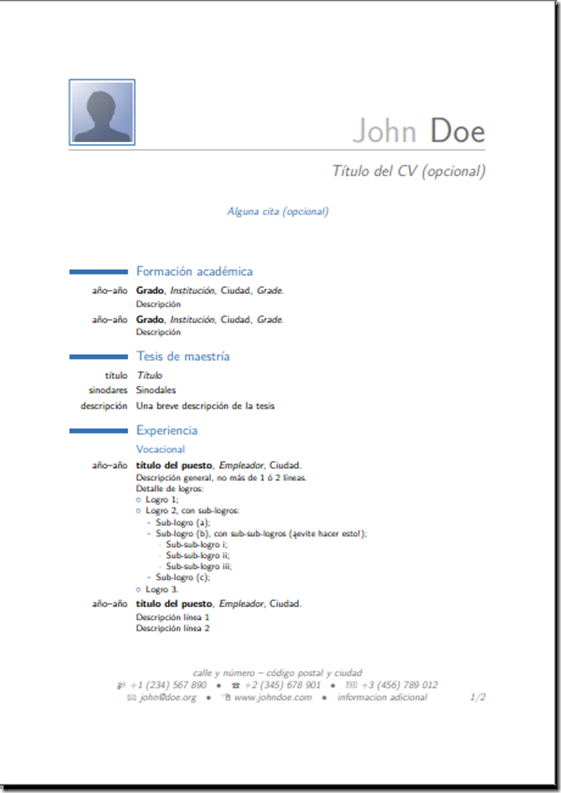 John Doe
Título del CV (opcional)
Alguna cita (opcional)
Formación académica
año–año Grado, Institución, Ciudad, Grade.
Descripción
año–año Grado, Institución, Ciudad, Grade.
Descripción
Tesis de maestría
título Título
sinodares Sinodales
descripción Una breve descripción de la tesis
Experiencia
Vocacional
año–año título del puesto, Empleador, Ciudad.
Descripción general, no más de 1 ó 2 líneas.
Detalle de logros:
○ Logro 1;
○ Logro 2, con sub-logros:
- Sub-logro (a);
- Sub-logro (b), con sub-sub-logros (¡evite hacer esto!);
· Sub-sub-logro i;
· Sub-sub-logro ii;
· Sub-sub-logro iii;
- Sub-logro (c);
○ Logro 3.
año–año título del puesto, Empleador, Ciudad.
Descripción línea 1
Descripción línea 2
calle y número – código postal y ciudad
+1 (234) 567 890 • ☎ +2 (345) 678 901 • +3 (456) 789 012
✉ john@doe.org • www.johndoe.com • informacion adicional 1/2